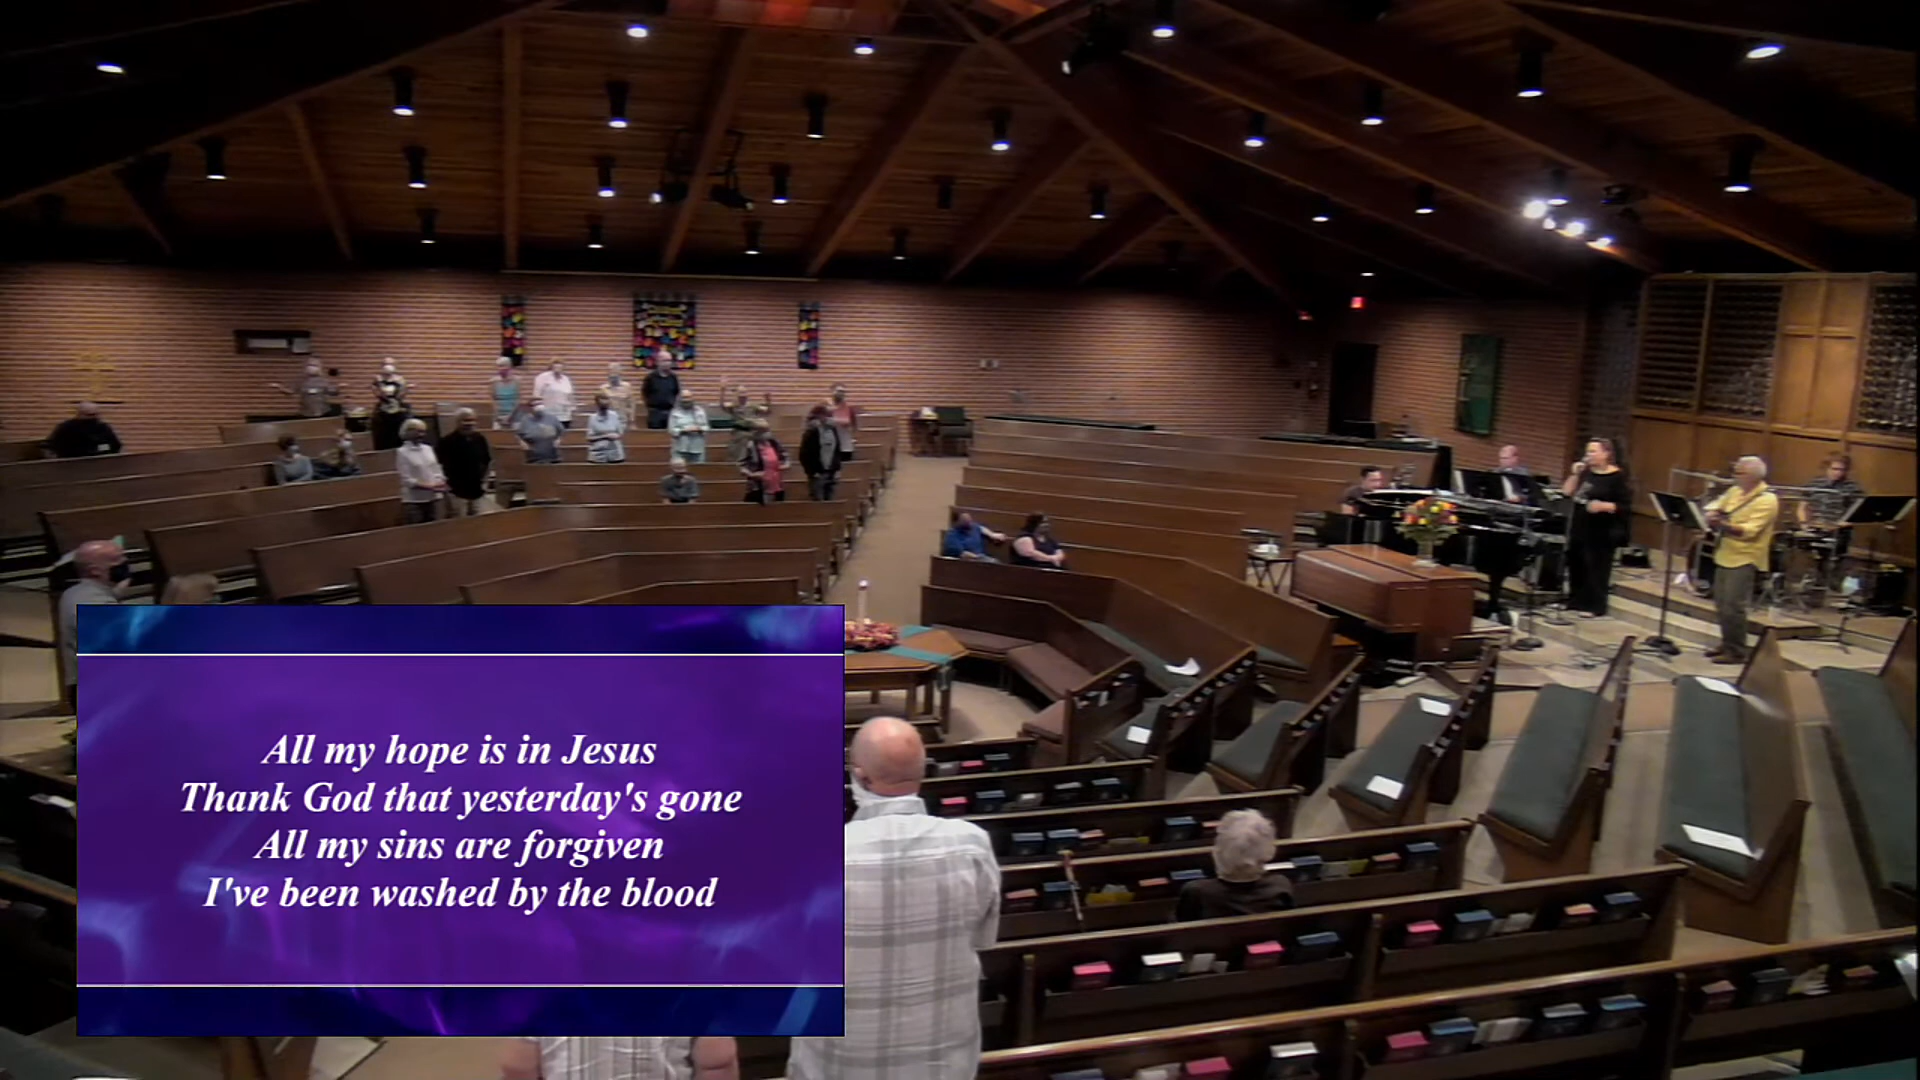 All my hope is in Jesus
Thank God that yesterday's gone
All my sins are forgiven
I've been washed by the blood